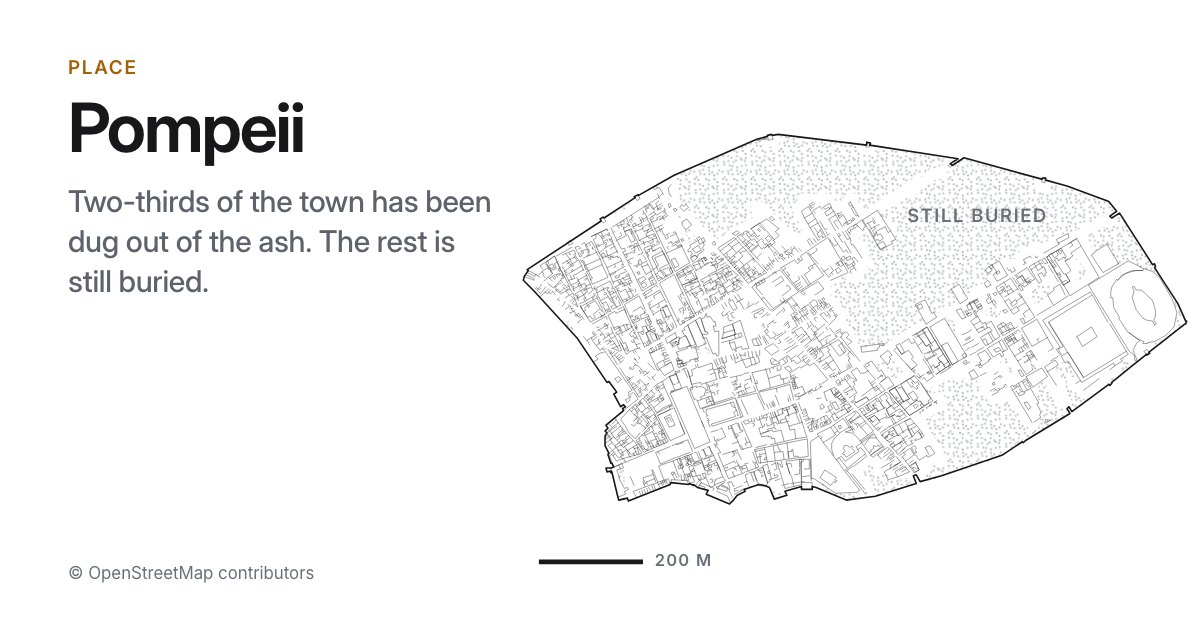 PLACE
Pompeii
Two-thirds of the town has been
dug out of the ash. The rest is
still buried.
STILL BURIED
200 M
© OpenStreetMap contributors